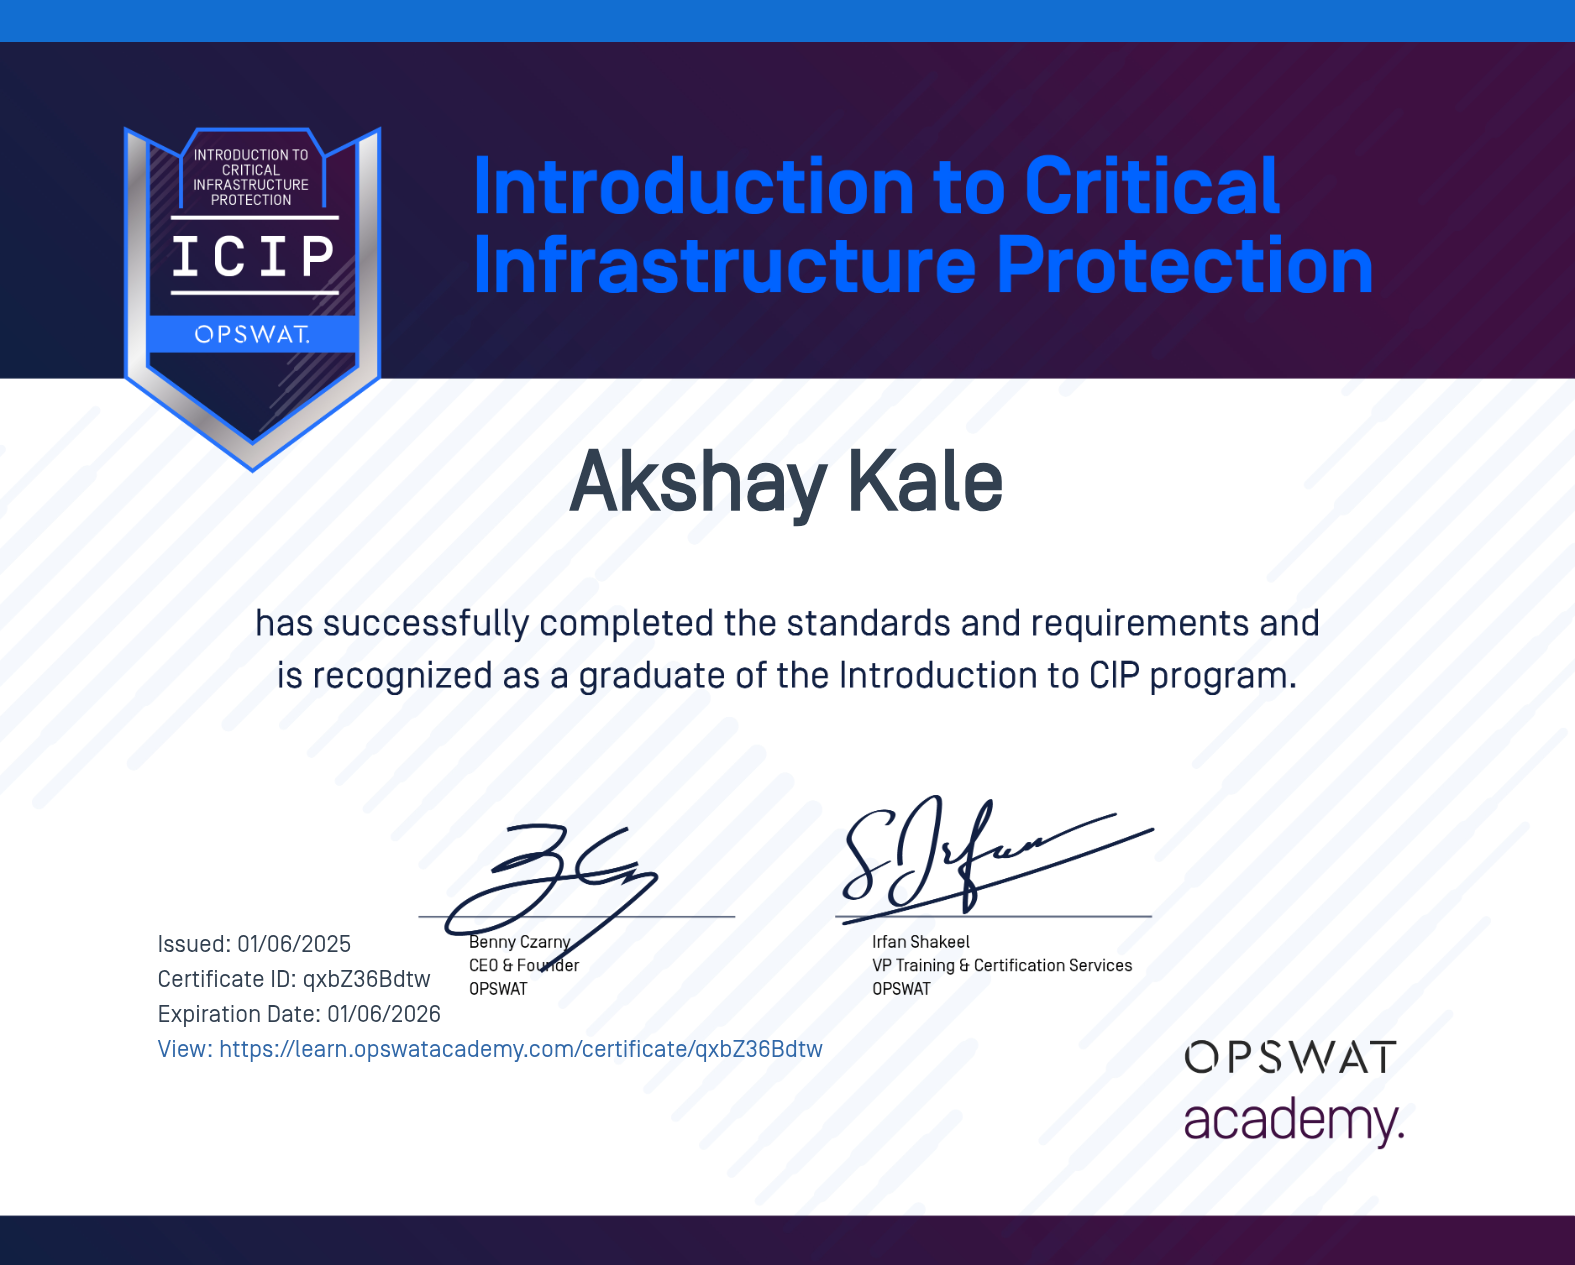 INTRODUCTION TO
CRITICAL
INFRASTRUCTURE
PROTECTION
ICIP
OPSWAT.
Introduction to Critical
Infrastructure Protection
Akshay Kale
has successfully completed the standards and requirements and
is recognized as a graduate of the Introduction to CIP program.
Benny Czarny
CEO & Founder
OPSWAT
Irfan Shakeel
VP Training & Certification Services
OPSWAT
Issued: 01/06/2025
Certificate ID: qxbZ36Bdtw
Expiration Date: 01/06/2026
View: https://learn.opswatacademy.com/certificate/qxbZ36Bdtw
OPSWAT
academy.